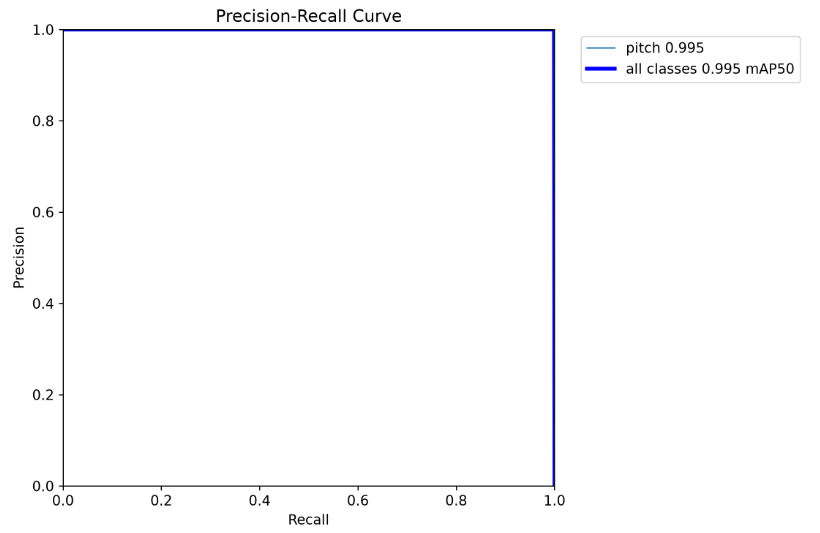 Precision-Recall Curve
pitch 0.995
all classes 0.995 mAP50
1.0
0.8
0.6
0.4
0.2
0.0
Precision
0.0 0.2 0.4 0.6 0.8 1.0
Recall